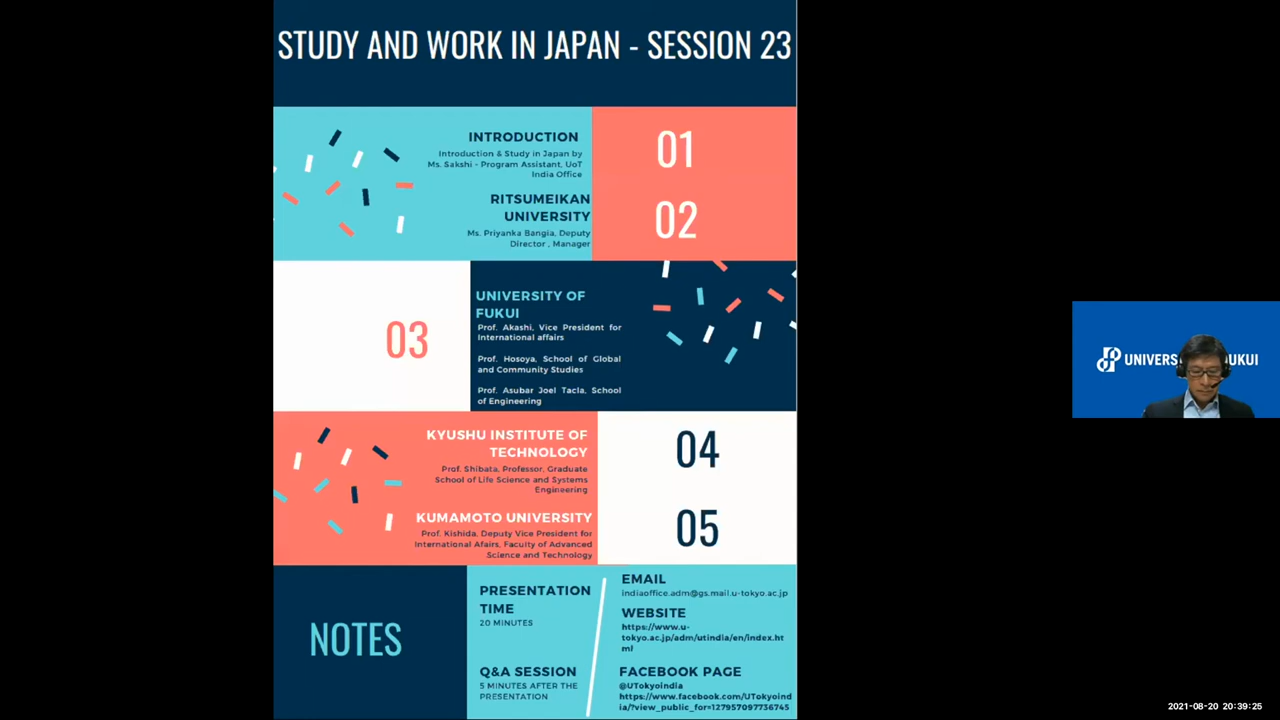 STUDY AND WORK IN JAPAN - SESSION 23
INTRODUCTION
Introduction & Study in Japan by
Ms. Sakshi - Program Assistant, UoT
India Office
01
RITSUMEIKAN
UNIVERSITY
Ms. Priyanka Bangia, Deputy
Director , Manager
02
03
UNIVERSITY OF
FUKUI
Prof. Akashi, Vice President for
International affairs
Prof. Hosoya, School of Global
and Community Studies
Prof. Asubar Joel Tacla, School
of Engineering
KYUSHU INSTITUTE OF
TECHNOLOGY
Prof. Shibata, Professor, Graduate
School of Life Science and Systems
Engineering
04
KUMAMOTO UNIVERSITY
Prof. Kishida, Deputy Vice President for
International Afairs, Faculty of Advanced
Science and Technology
05
NOTES
PRESENTATION
TIME
20 MINUTES
Q&A SESSION
5 MINUTES AFTER THE
PRESENTATION
EMAIL
indiaoffice.adm@gs.mail.u-tokyo.ac.jp
WEBSITE
https://www.u-
tokyo.ac.jp/adm/utindia/en/index.ht
ml
FACEBOOK PAGE
@UTokyoindia
https://www.facebook.com/UTokyoind
ia/?view_public_for=127957097736745
UNIVERS UKUI
2021-08-20 20:39:25